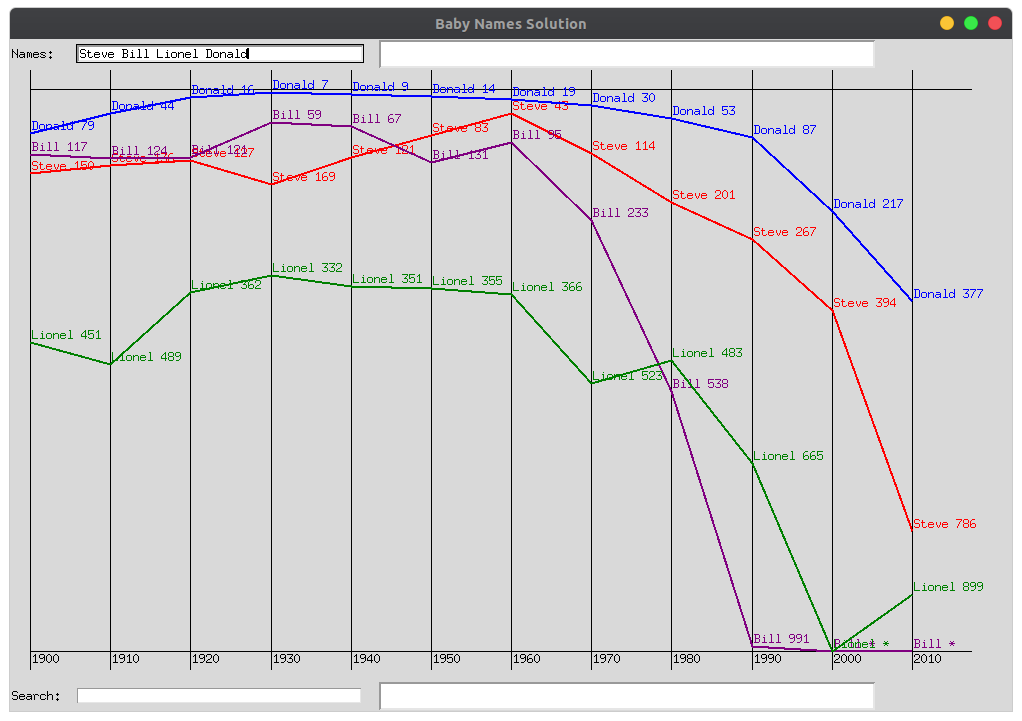 Baby Names Solution
Names: Steve Bill Lionel Donald
Donald 79
Donald 44
Donald 16
Donald 7
Donald 9
Donald 14
Donald 19
Donald 30
Donald 53
Donald 87
Donald 217
Donald 377
Bill 117
Bill 124
Bill 59
Bill 67
Bill 131
Bill 95
Bill 233
Bill 538
Bill 991
Bill *
Steve 150
Steve 127
Steve 169
Steve 83
Steve 43
Steve 114
Steve 201
Steve 267
Steve 394
Steve 786
Lionel 451
Lionel 489
Lionel 362
Lionel 332
Lionel 351
Lionel 355
Lionel 366
Lionel 523
Lionel 483
Lionel 665
Lionel 899
1900 1910 1920 1930 1940 1950 1960 1970 1980 1990 2000 2010
Search: